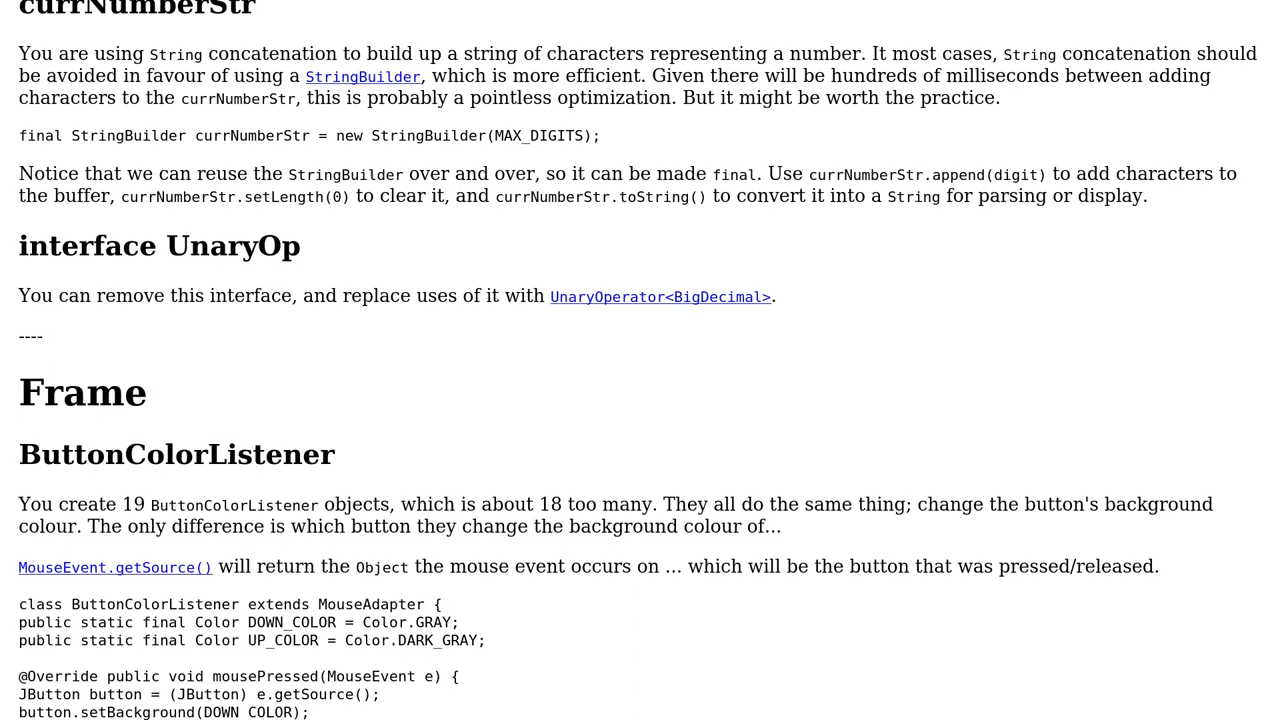 currNumberStr
You are using String concatenation to build up a string of characters representing a number. It most cases, String concatenation should
be avoided in favour of using a StringBuilder, which is more efficient. Given there will be hundreds of milliseconds between adding
characters to the currNumberStr, this is probably a pointless optimization. But it might be worth the practice.
final StringBuilder currNumberStr = new StringBuilder(MAX_DIGITS);
Notice that we can reuse the StringBuilder over and over, so it can be made final. Use currNumberStr.append(digit) to add characters to
the buffer, currNumberStr.setLength(0) to clear it, and currNumberStr.toString() to convert it into a String for parsing or display.
interface UnaryOp
You can remove this interface, and replace uses of it with UnaryOperator<BigDecimal>.
----
Frame
ButtonColorListener
You create 19 ButtonColorListener objects, which is about 18 too many. They all do the same thing; change the button's background
colour. The only difference is which button they change the background colour of...
MouseEvent.getSource() will return the Object the mouse event occurs on ... which will be the button that was pressed/released.
class ButtonColorListener extends MouseAdapter {
public static final Color DOWN_COLOR = Color.GRAY;
public static final Color UP_COLOR = Color.DARK_GRAY;
@Override public void mousePressed(MouseEvent e) {
JButton button = (JButton) e.getSource();
button.setBackground(DOWN_COLOR);